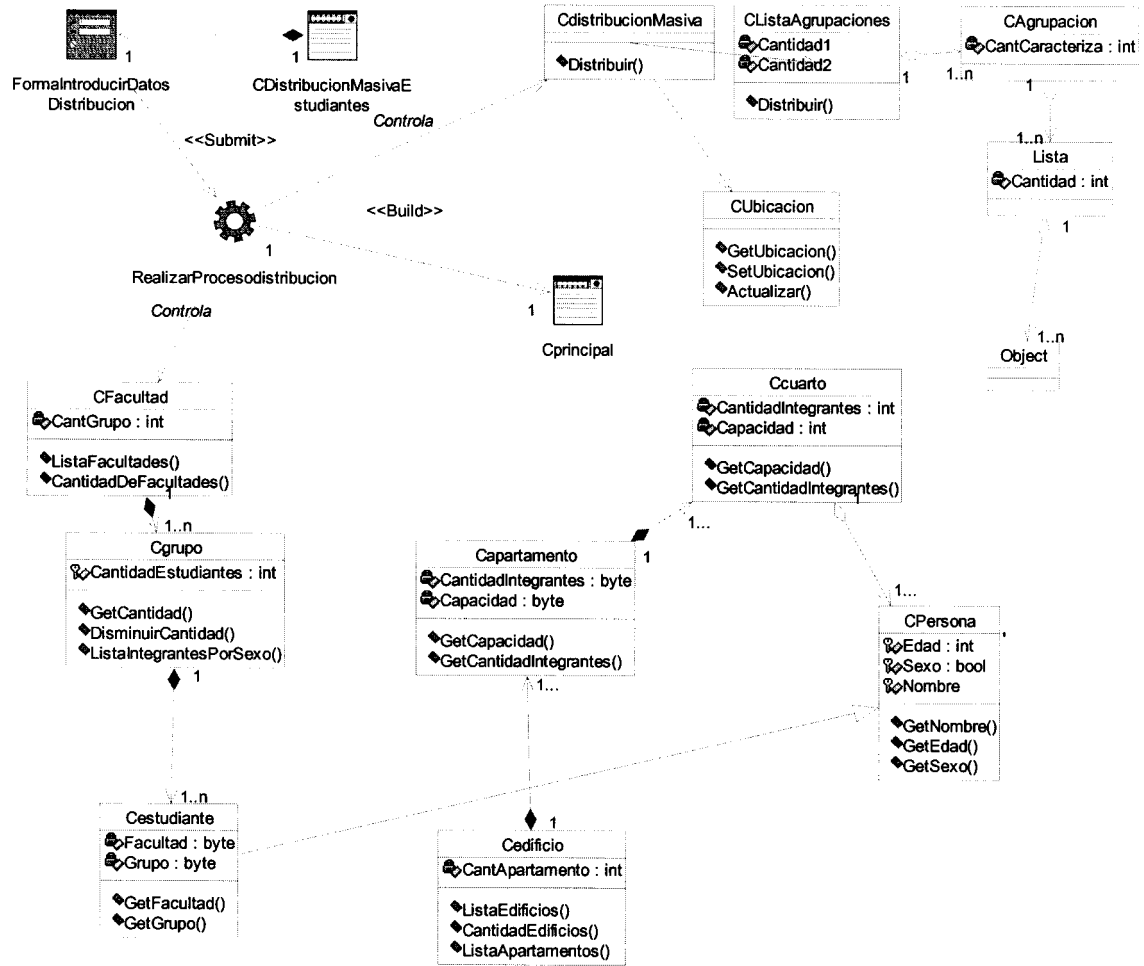 1
FormaIntroducirDatos
Distribucion
1
CDistribucionMasivaE
studiantes
CdistribucionMasiva
Distribuir()
CListaAgrupaciones
Cantidad1
Cantidad2
Distribuir()
1
1..n
CAgrupacion
CantCaracteriza : int
1
1..n
Lista
Cantidad : int
1
1..n
Object
<<Submit>>
Controla
<<Build>>
1
RealizarProcesodistribucion
Controla
1
Cprincipal
CUbicacion
GetUbicacion()
SetUbicacion()
Actualizar()
CFacultad
CantGrupo : int
ListaFacultades()
CantidadDeFacultades()
1
1..n
Cgrupo
CantidadEstudiantes : int
GetCantidad()
DisminuirCantidad()
ListaIntegrantesPorSexo()
1
1..n
Cestudiante
Facultad : byte
Grupo : byte
GetFacultad()
GetGrupo()
Ccuarto
CantidadIntegrantes : int
Capacidad : int
GetCapacidad()
GetCantidadIntegrantes()
1
1...
1
1...
Capartamento
CantidadIntegrantes : byte
Capacidad : byte
GetCapacidad()
GetCantidadIntegrantes()
1...
1
Cedificio
CantApartamento : int
ListaEdificios()
CantidadEdificios()
ListaApartamentos()
CPersona
Edad : int
Sexo : bool
Nombre
GetNombre()
GetEdad()
GetSexo()